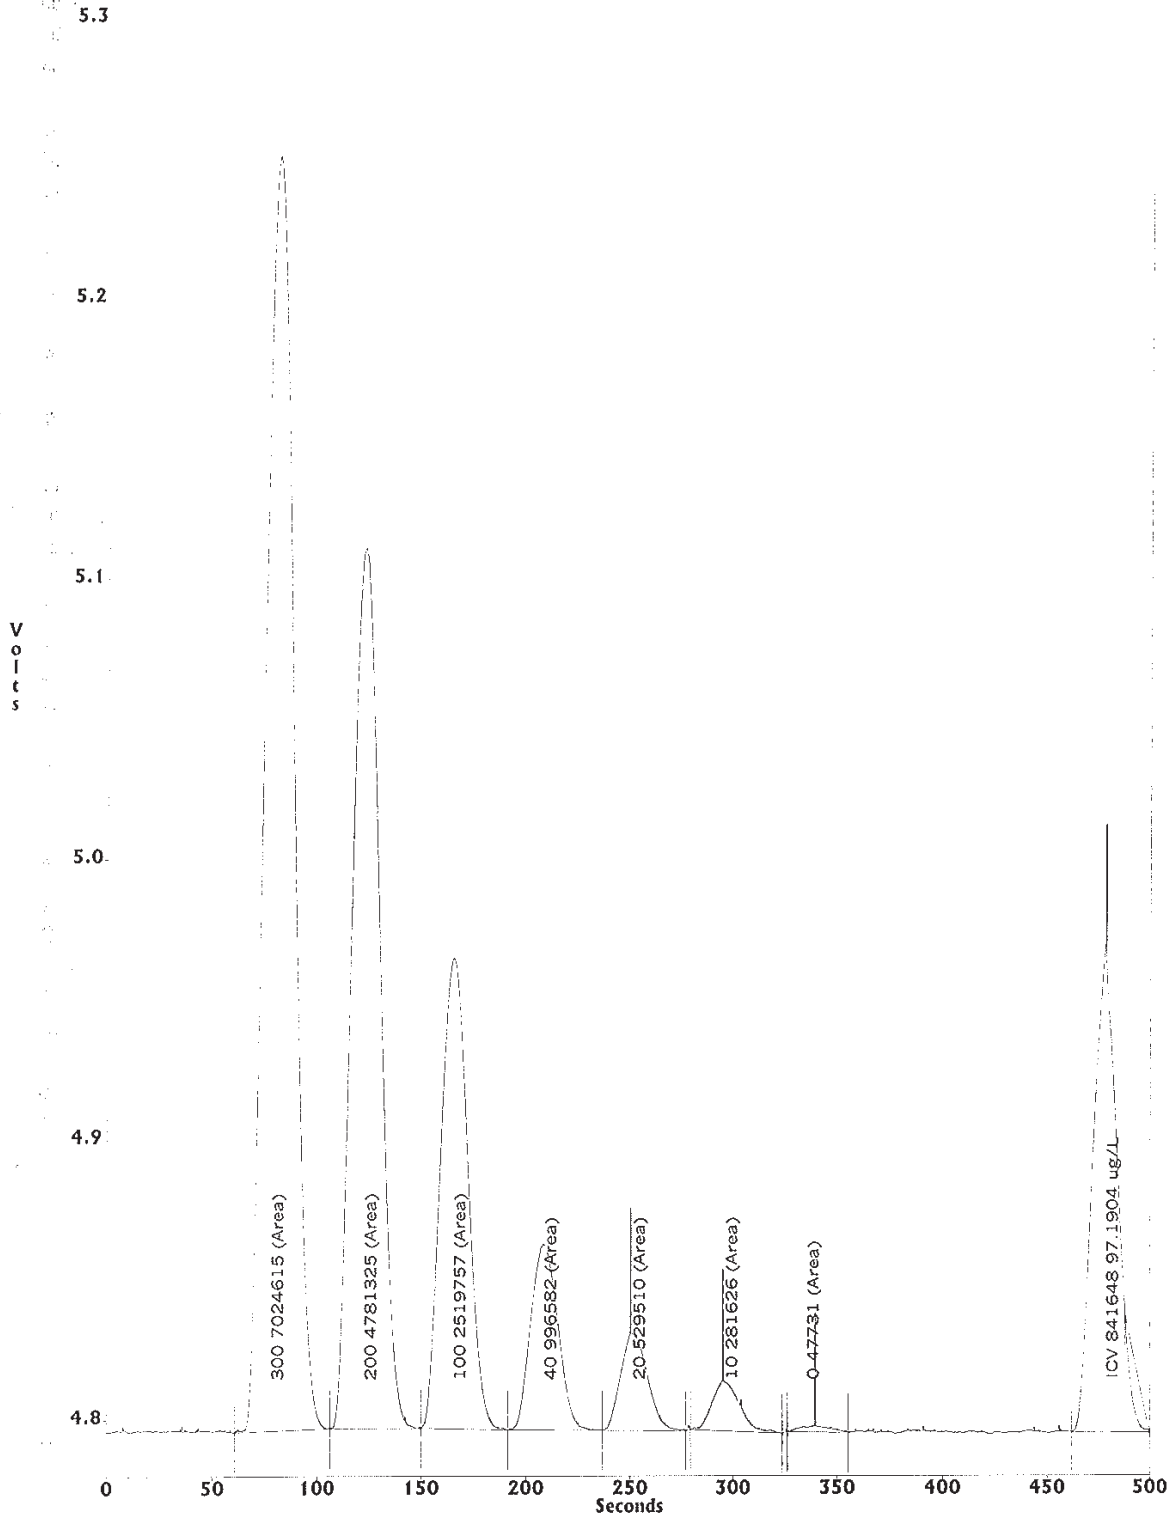 5.3
5.2
5.1
5.0
4.9
4.8
Volts
300 7024615 (Area)
200 4781325 (Area)
100 2519757 (Area)
40 996582 (Area)
20 529510 (Area)
10 281626 (Area)
0 47731 (Area)
ICV 841648 97.1904 ug/L
0 50 100 150 200 250 300 350 400 450 500
Seconds